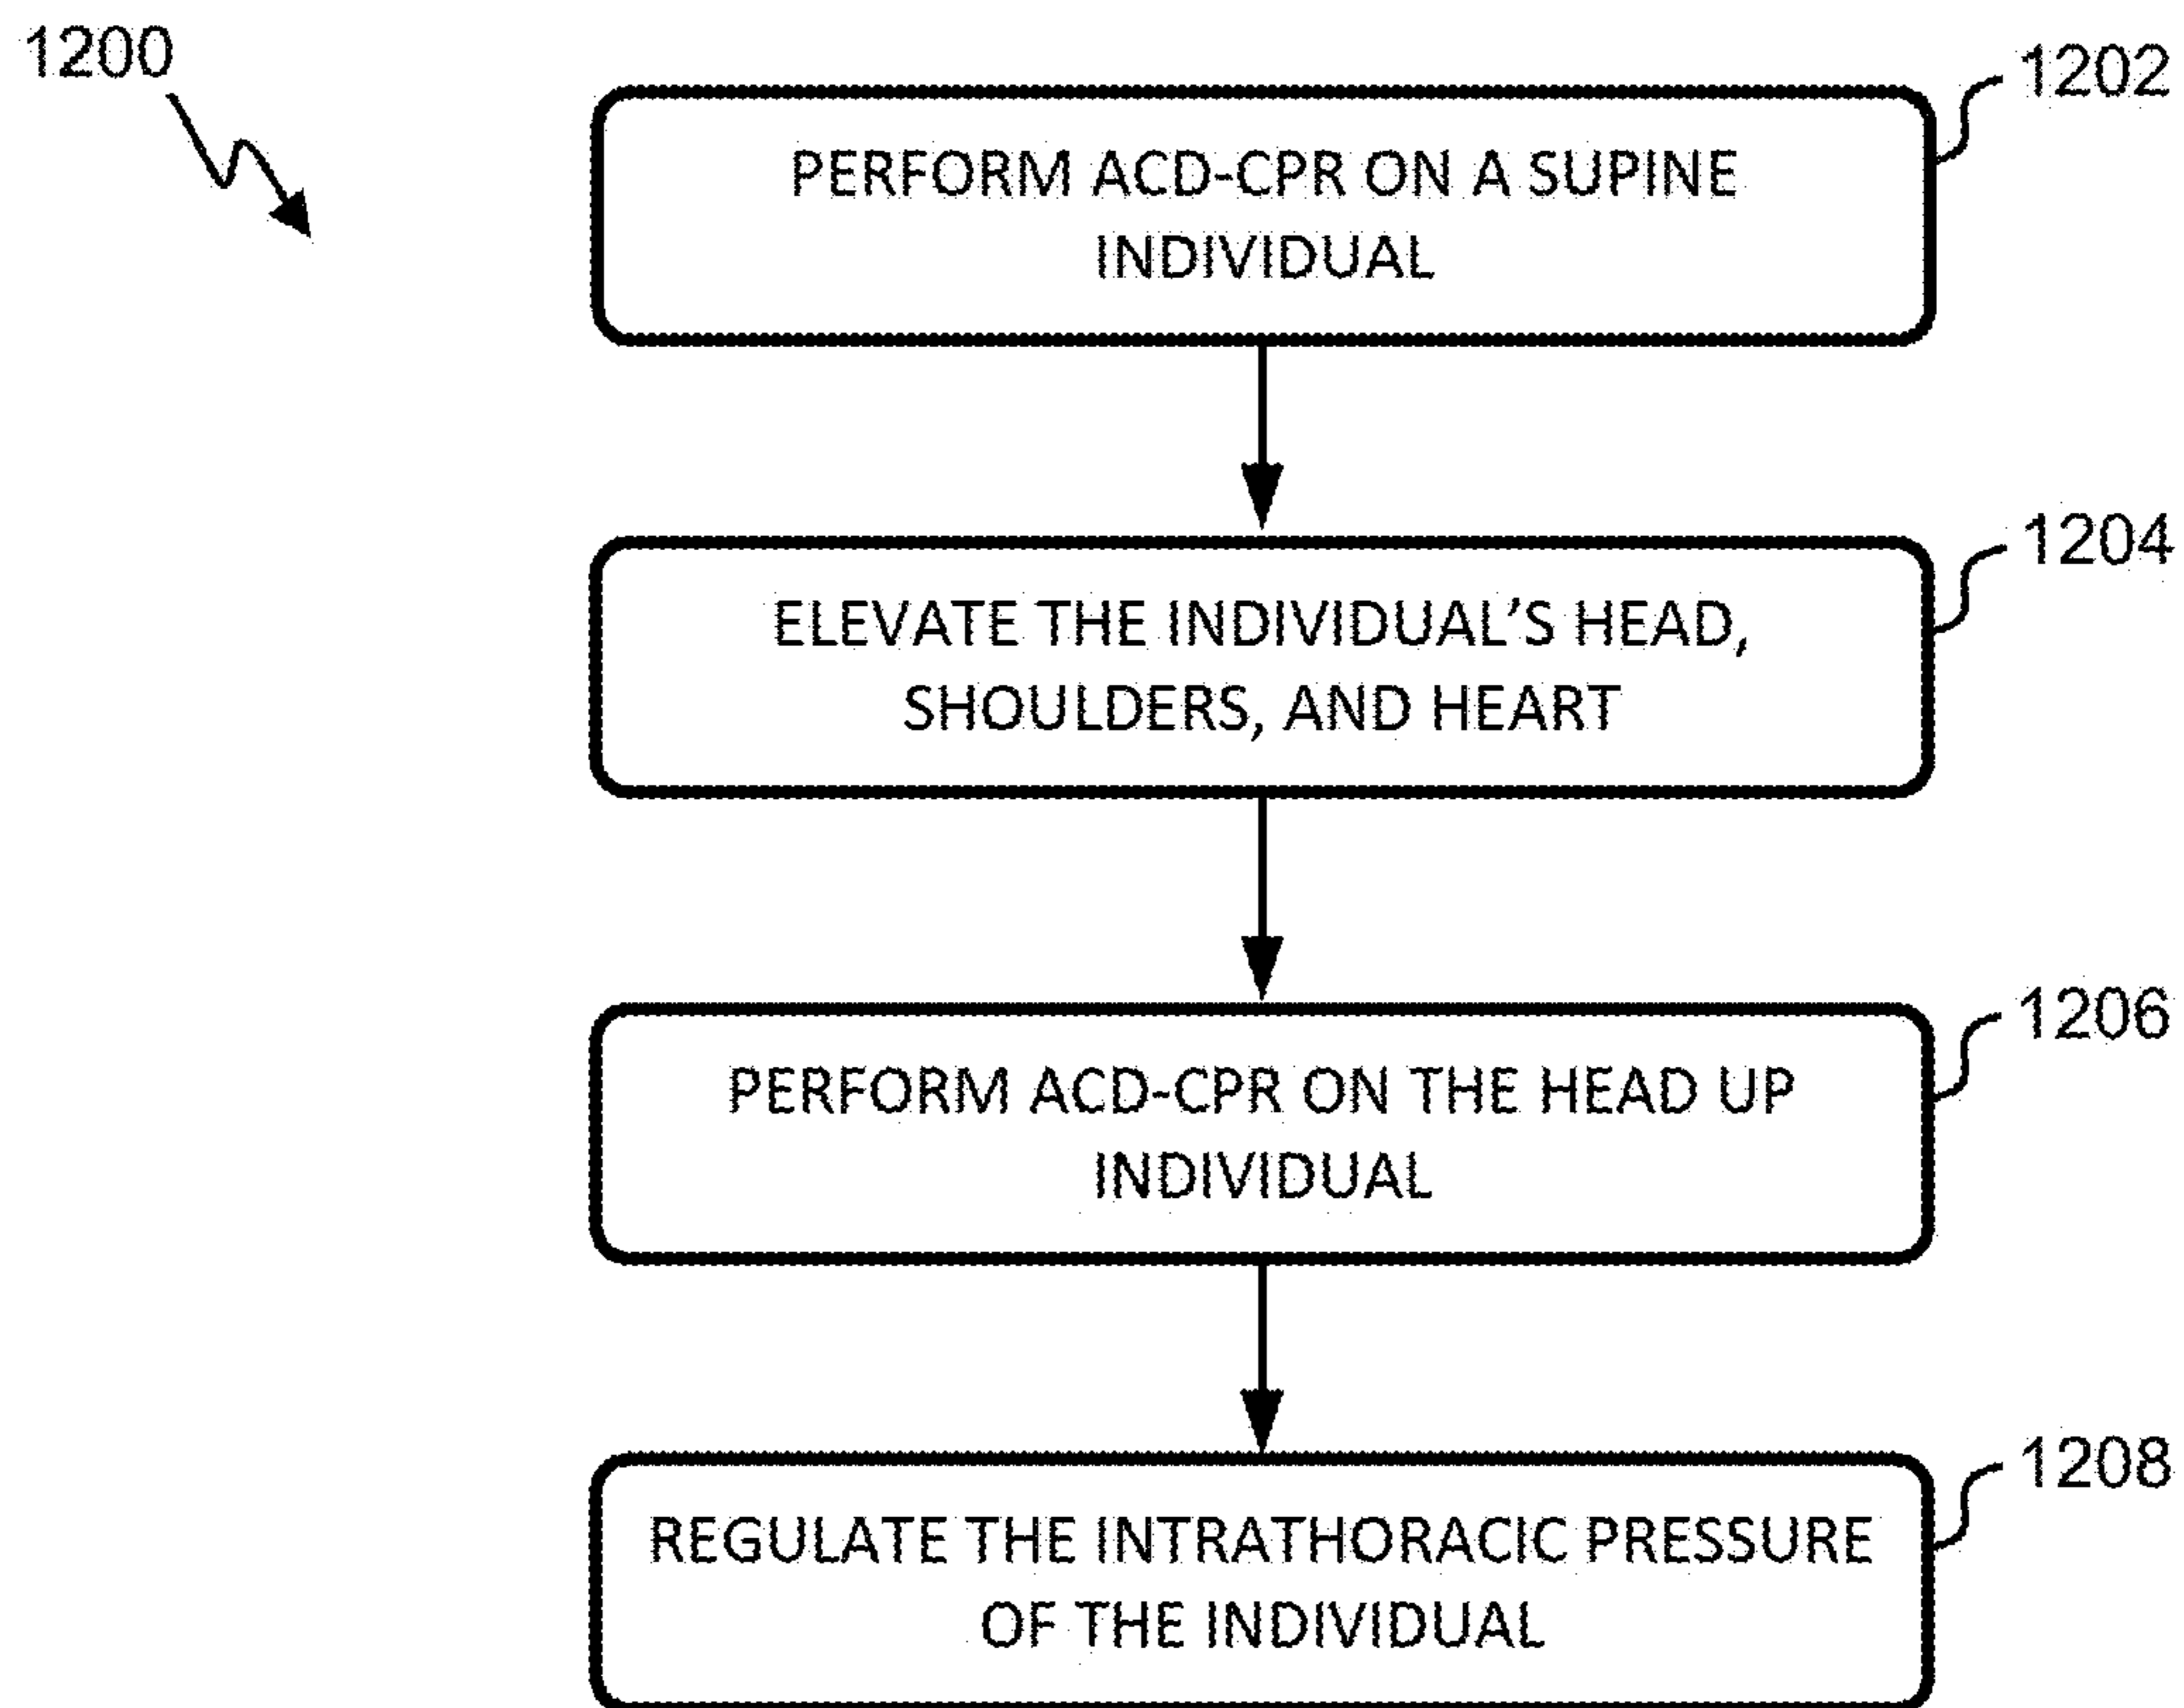 1200
1202
PERFORM ACD-CPR ON A SUPINE
INDIVIDUAL
1204
ELEVATE THE INDIVIDUAL'S HEAD,
SHOULDERS, AND HEART
1206
PERFORM ACD-CPR ON THE HEAD UP
INDIVIDUAL
1208
REGULATE THE INTRATHORACIC PRESSURE
OF THE INDIVIDUAL